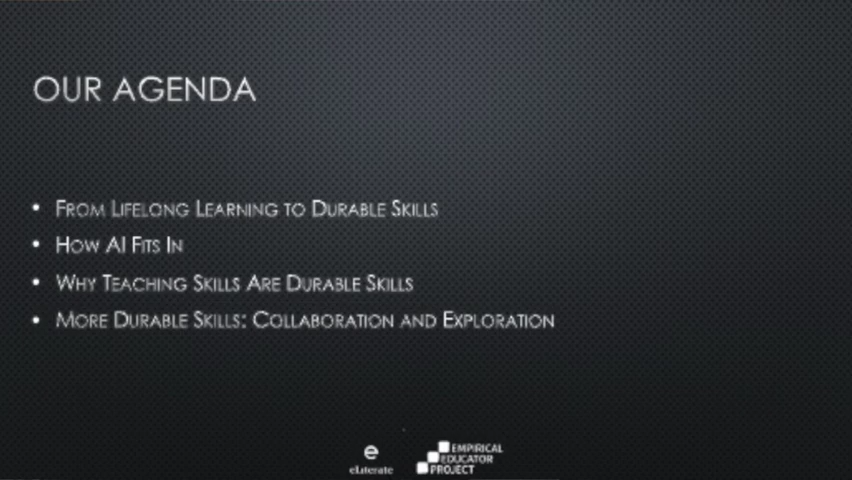 OUR AGENDA
• FROM LIFELONG LEARNING TO DURABLE SKILLS
• HOW AI FITS IN
• WHY TEACHING SKILLS ARE DURABLE SKILLS
• MORE DURABLE SKILLS: COLLABORATION AND EXPLORATION
e
eLiterate
EMPIRICAL
EDUCATOR
PROJECT